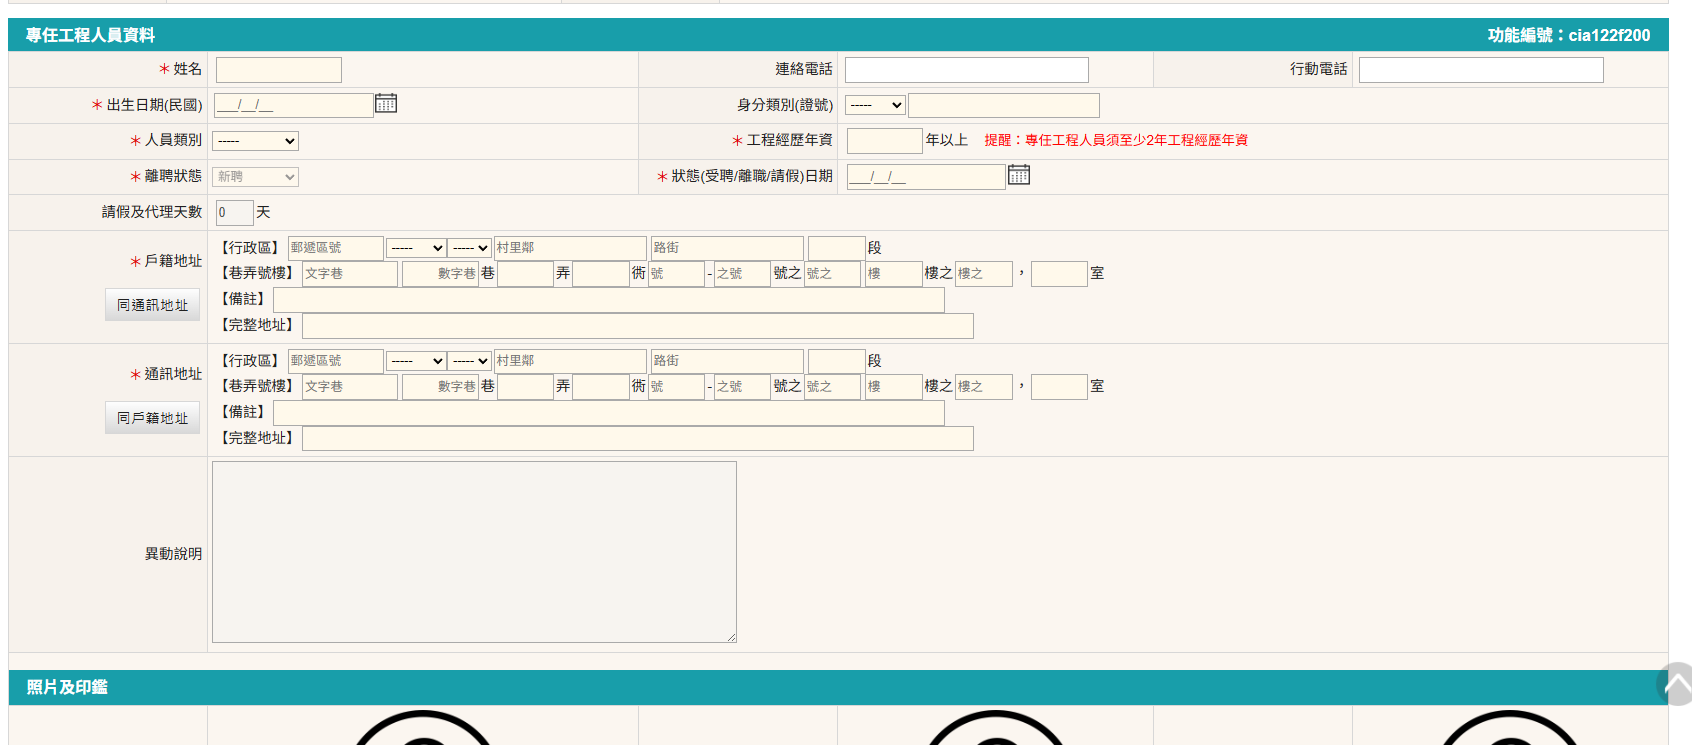 專任工程人員資料 功能編號：cia122f200
＊姓名 連絡電話 行動電話
＊出生日期(民國) ___/__/__ 身分類別(證號) -----
＊人員類別 ----- ＊工程經歷年資 年以上 提醒：專任工程人員須至少2年工程經歷年資
＊離聘狀態 新聘 ＊狀態(受聘/離職/請假)日期 ___/__/__
請假及代理天數 0 天
＊戶籍地址
同通訊地址
【行政區】 郵遞區號 ----- ----- 村里鄰 路街 段
【巷弄號樓】 文字巷 數字巷 巷 弄 衖 號 - 之號 號之 號之 樓 樓之 樓之 ， 室
【備註】
【完整地址】
＊通訊地址
同戶籍地址
【行政區】 郵遞區號 ----- ----- 村里鄰 路街 段
【巷弄號樓】 文字巷 數字巷 巷 弄 衖 號 - 之號 號之 號之 樓 樓之 樓之 ， 室
【備註】
【完整地址】
異動說明
照片及印鑑